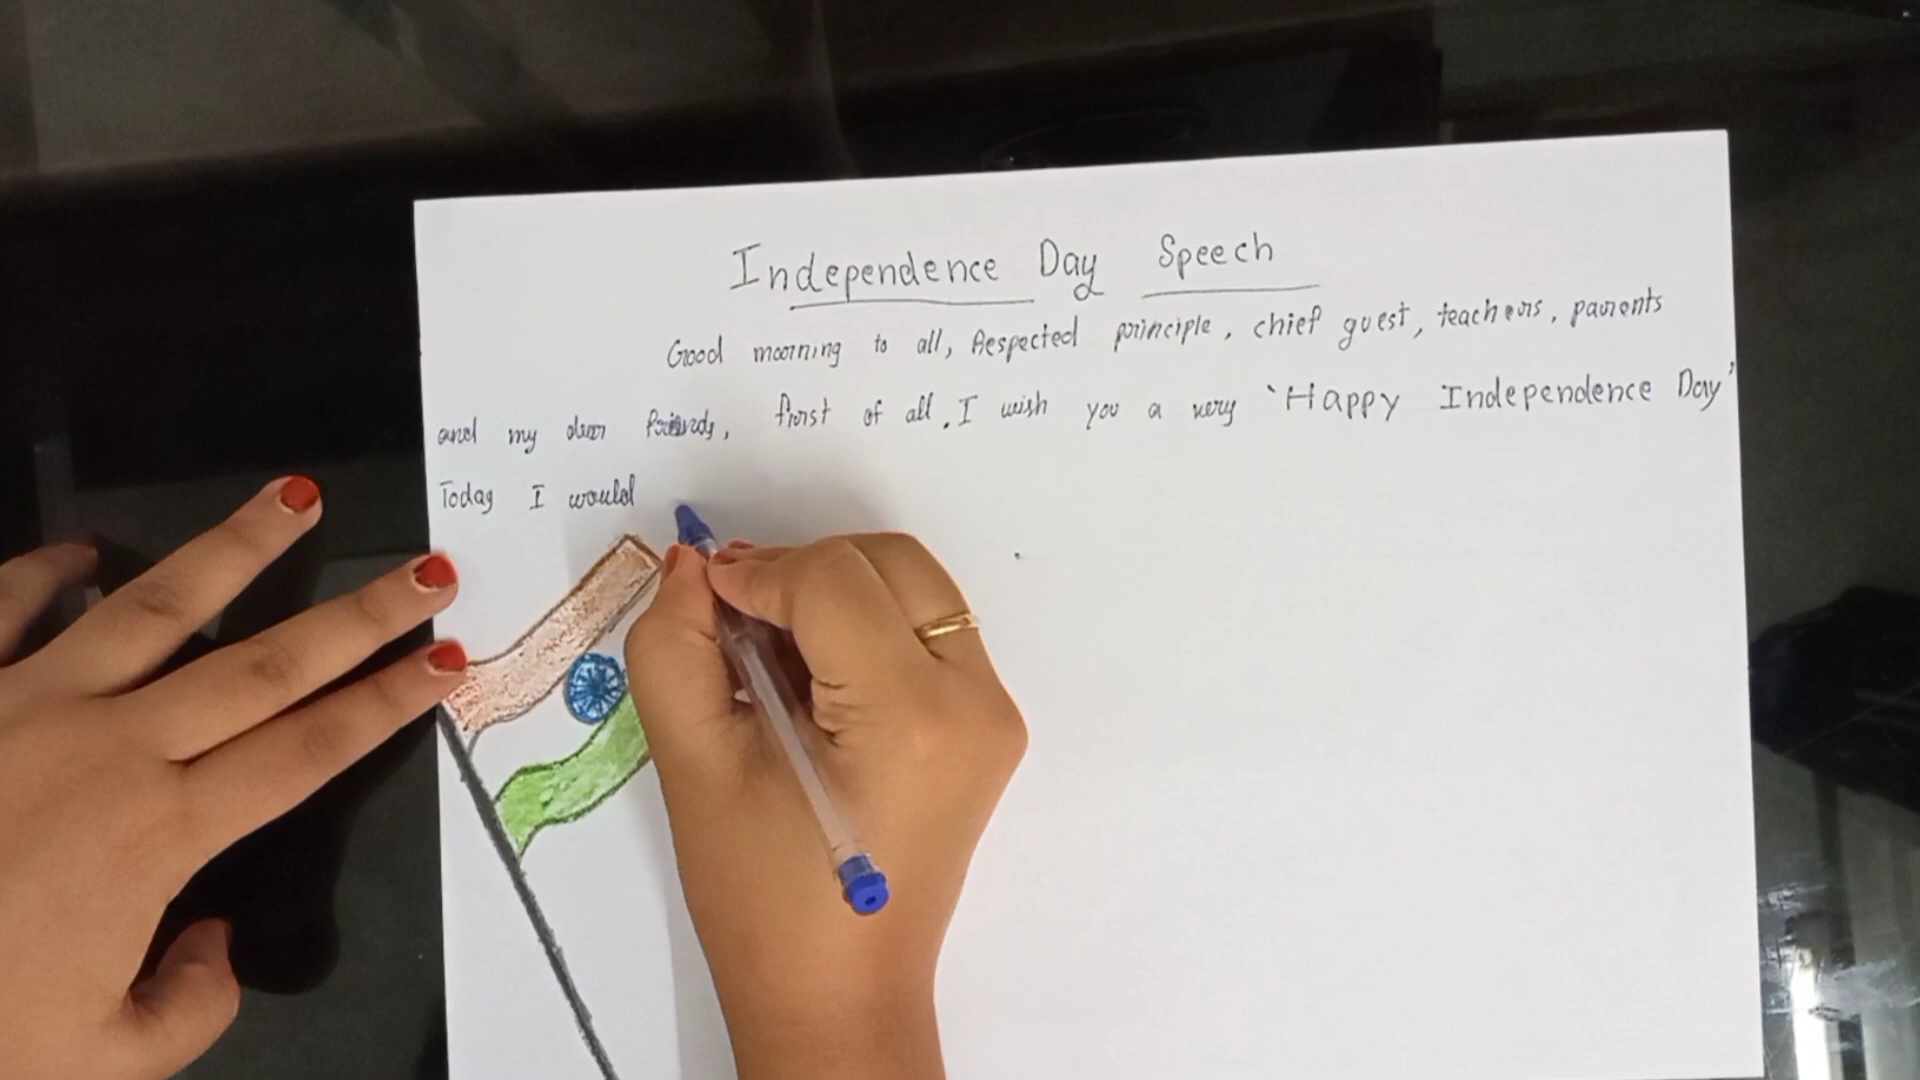 Independence Day Speech
Good morning to all, Respected principle, chief guest, teachers, parents
and my dear friends, first of all, I wish you a very 'Happy Independence Day'
Today I would